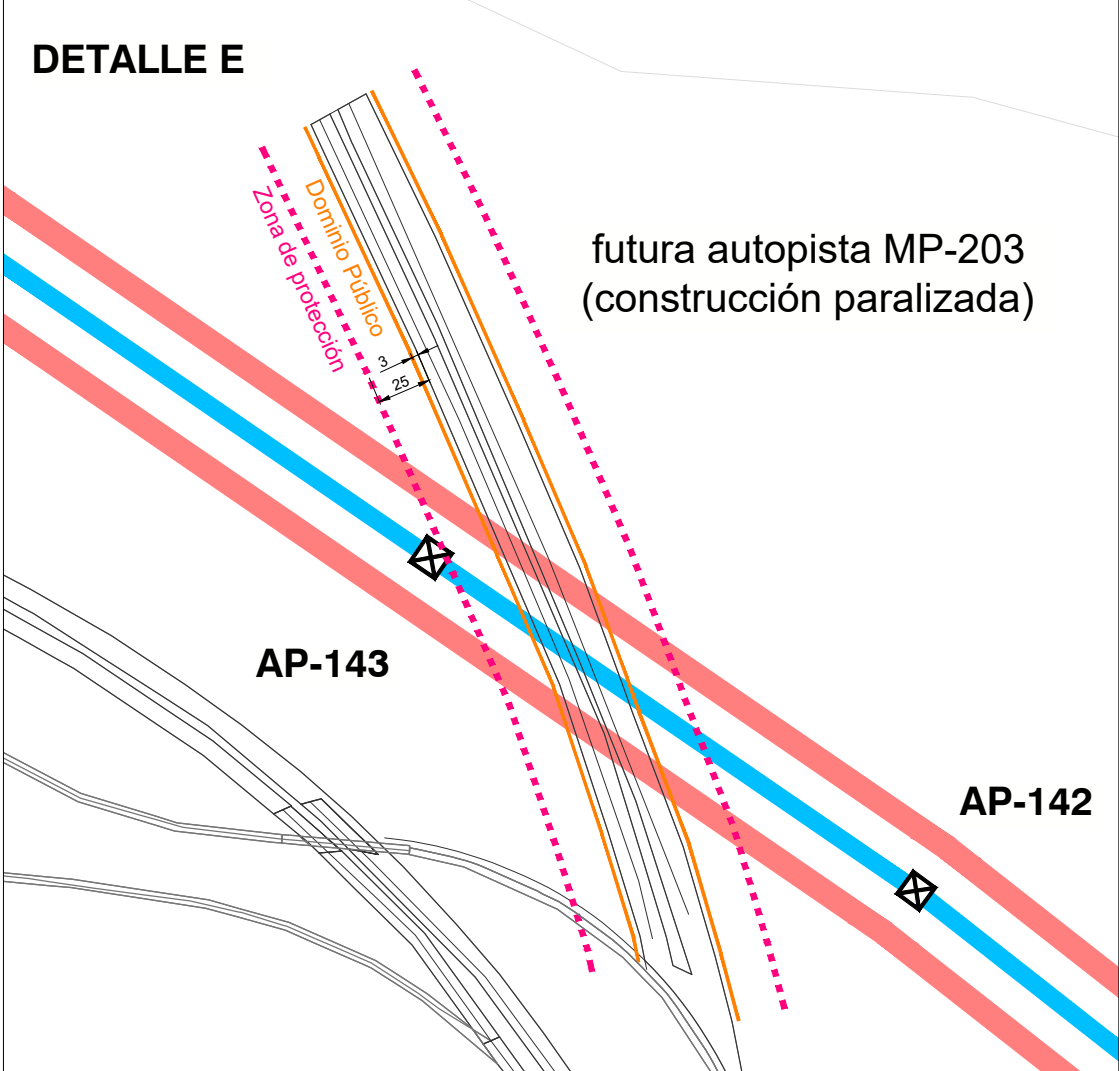 DETALLE E
Zona de protección
Dominio Público
futura autopista MP-203
(construcción paralizada)
3
25
AP-143
AP-142